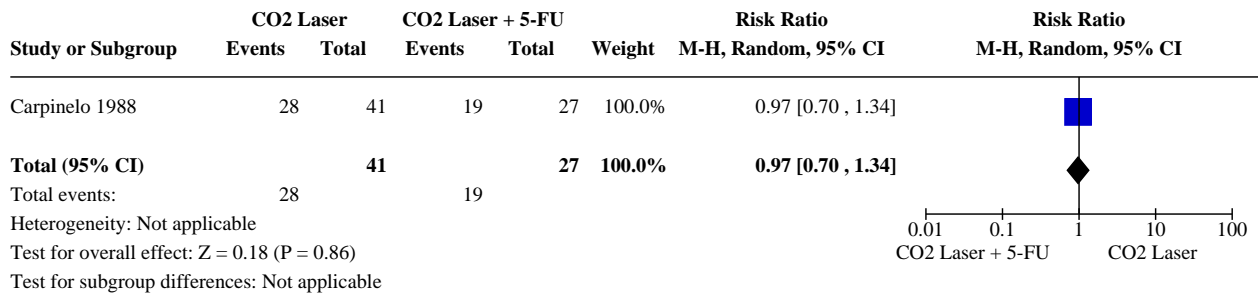 CO2 Laser CO2 Laser + 5-FU Risk Ratio Risk Ratio
Study or Subgroup Events Total Events Total Weight M-H, Random, 95% CI M-H, Random, 95% CI
Carpinelo 1988 28 41 19 27 100.0% 0.97 [0.70 , 1.34]
Total (95% CI) 41 27 100.0% 0.97 [0.70 , 1.34]
Total events: 28 19
Heterogeneity: Not applicable
0.01 0.1 1 10 100
Test for overall effect: Z = 0.18 (P = 0.86) CO2 Laser + 5-FU CO2 Laser
Test for subgroup differences: Not applicable